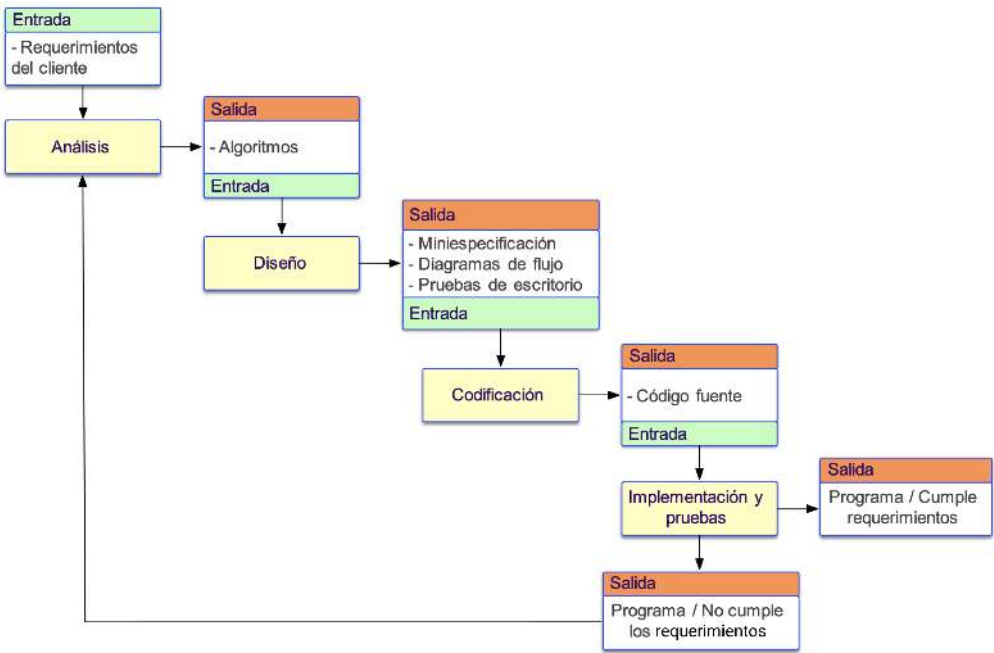 Entrada
- Requerimientos
del cliente
Análisis
Salida
- Algoritmos
Entrada
Diseño
Salida
- Miniespecificación
- Diagramas de flujo
- Pruebas de escritorio
Entrada
Codificación
Salida
- Código fuente
Entrada
Implementación y
pruebas
Salida
Programa / Cumple
requerimientos
Salida
Programa / No cumple
los requerimientos